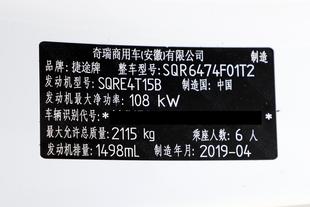 奇瑞商用车(安徽)有限公司 制造
品牌:捷途牌 整车型号:SQR6474F01T2
发动机型号:SQRE4T15B 制造国:中国
发动机最大净功率:108 kW
车辆识别代号:* *
最大允许总质量:2115 kg 乘座人数:6 人
发动机排量:1498mL 制造年月:2019-04